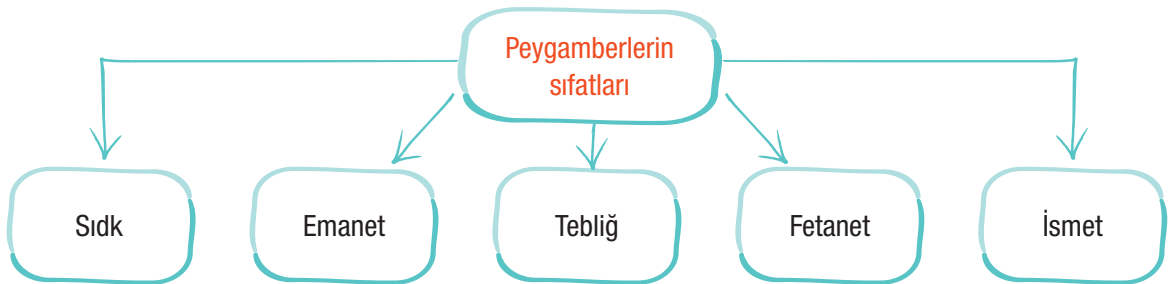 Peygamberlerin
sıfatları
Sıdk
Emanet
Tebliğ
Fetanet
İsmet